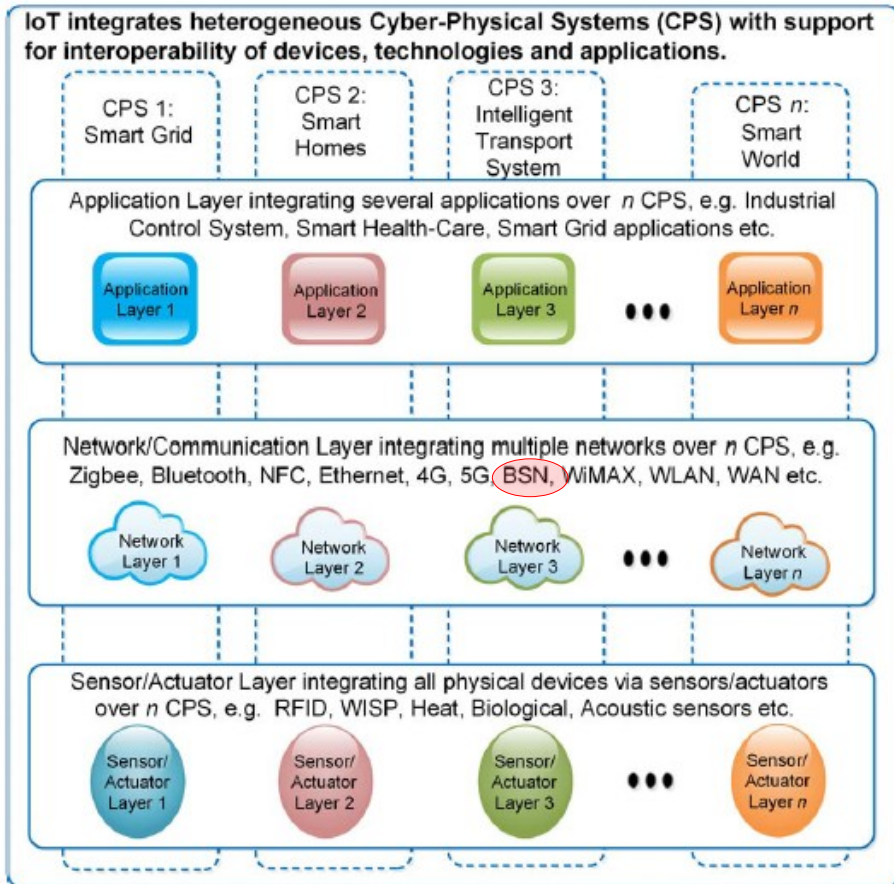 IoT integrates heterogeneous Cyber-Physical Systems (CPS) with support
for interoperability of devices, technologies and applications.
CPS 1:
Smart Grid
CPS 2:
Smart
Homes
CPS 3:
Intelligent
Transport
System
CPS n:
Smart
World
Application Layer integrating several applications over n CPS, e.g. Industrial
Control System, Smart Health-Care, Smart Grid applications etc.
Application
Layer 1
Application
Layer 2
Application
Layer 3
Application
Layer n
Network/Communication Layer integrating multiple networks over n CPS, e.g.
Zigbee, Bluetooth, NFC, Ethernet, 4G, 5G, BSN, WiMAX, WLAN, WAN etc.
Network
Layer 1
Network
Layer 2
Network
Layer 3
Network
Layer n
Sensor/Actuator Layer integrating all physical devices via sensors/actuators
over n CPS, e.g. RFID, WISP, Heat, Biological, Acoustic sensors etc.
Sensor/
Actuator
Layer 1
Sensor/
Actuator
Layer 2
Sensor/
Actuator
Layer 3
Sensor/
Actuator
Layer n